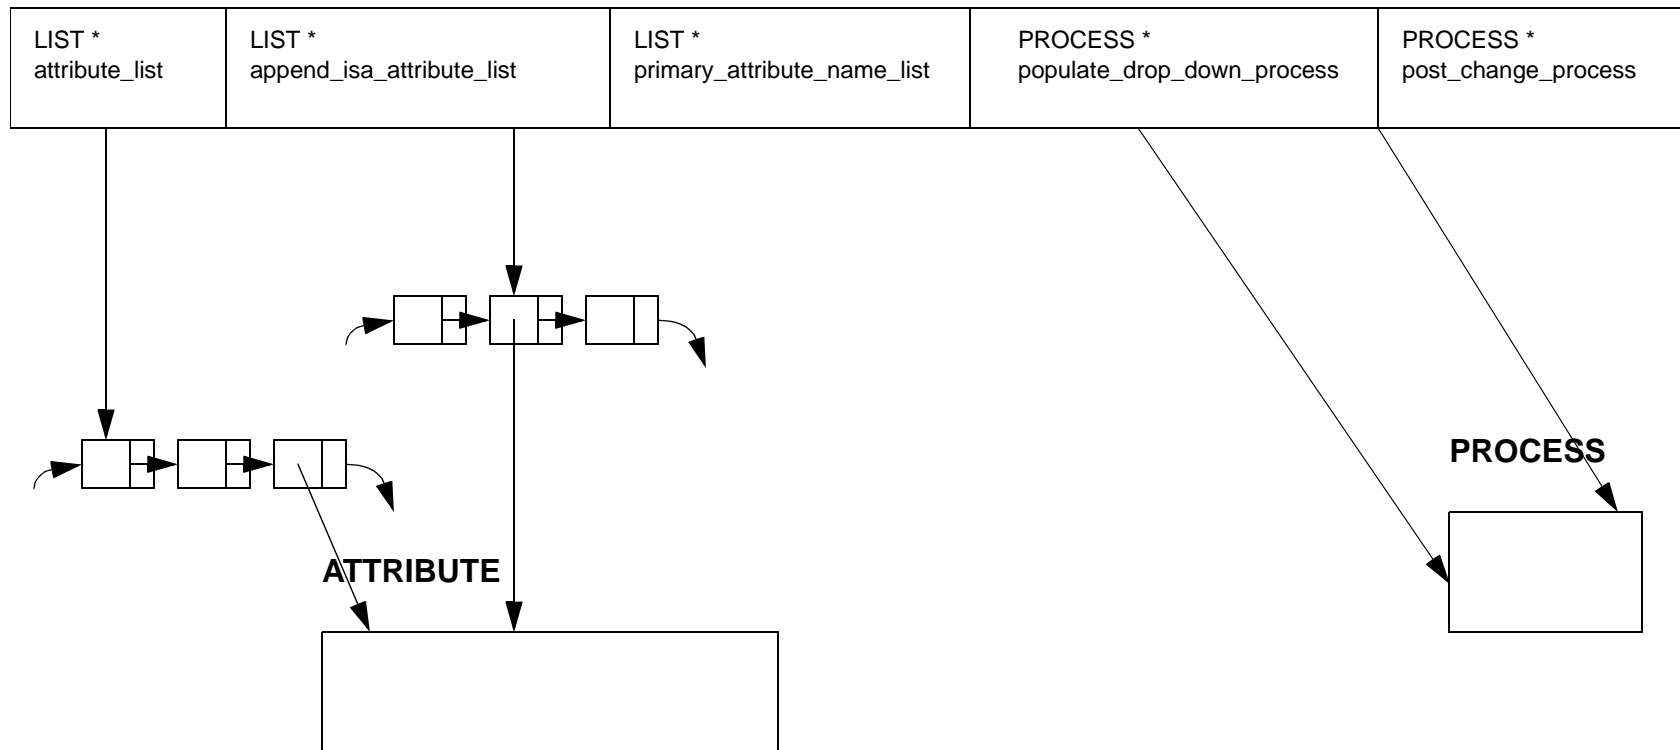 LIST *
attribute_list
LIST *
append_isa_attribute_list
LIST *
primary_attribute_name_list
PROCESS *
populate_drop_down_process
PROCESS *
post_change_process
PROCESS
ATTRIBUTE